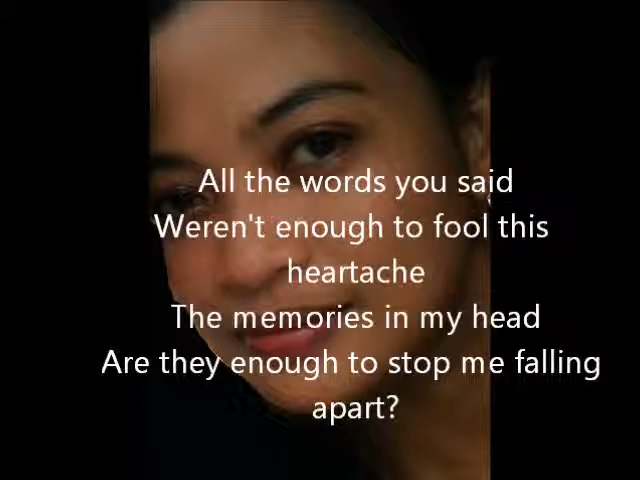 All the words you said
Weren't enough to fool this
heartache
The memories in my head
Are they enough to stop me falling
apart?